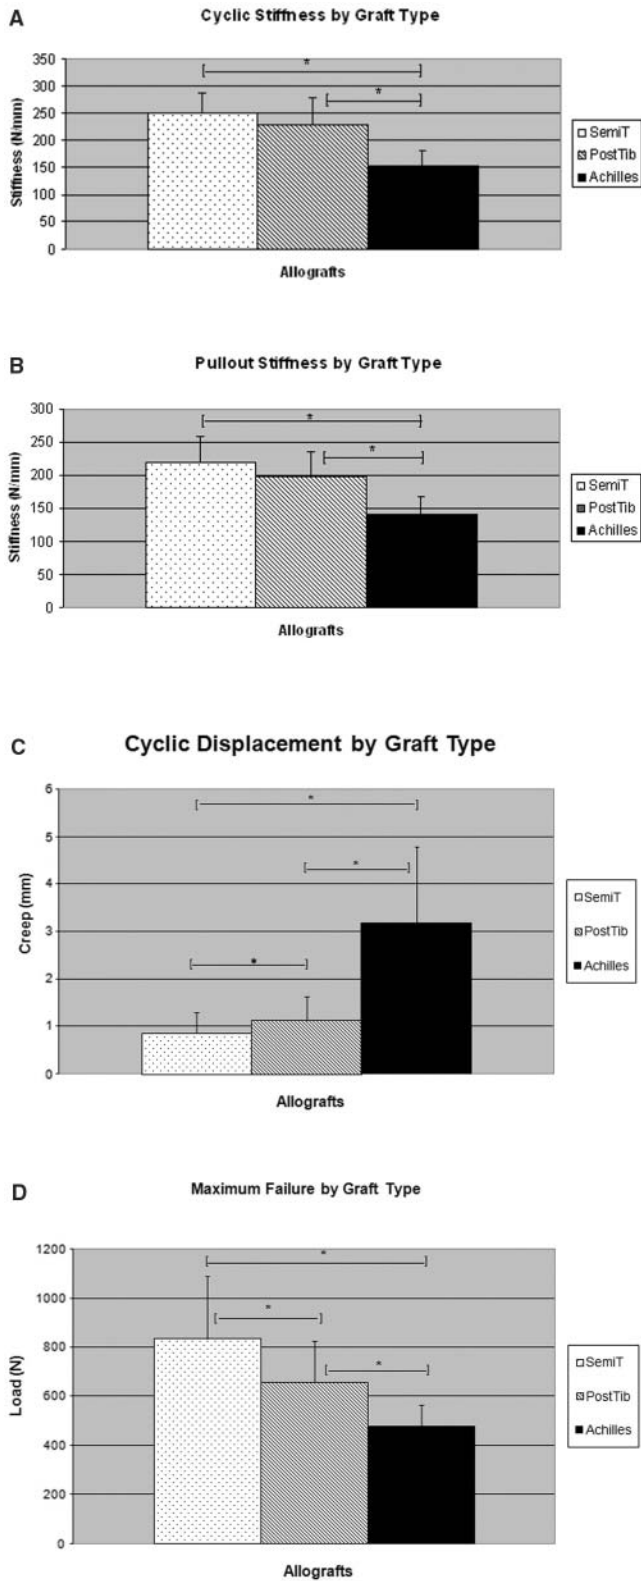 A
Cyclic Stiffness by Graft Type
Stiffness (N/mm)
350
300
250
200
150
100
50
0
* 
*
Allografts
SemiT
PostTib
Achilles
B
Pullout Stiffness by Graft Type
Stiffness (N/mm)
300
250
200
150
100
50
0
*
*
Allografts
SemiT
PostTib
Achilles
C
Cyclic Displacement by Graft Type
Creep (mm)
6
5
4
3
2
1
0
*
*
*
Allografts
SemiT
PostTib
Achilles
D
Maximum Failure by Graft Type
Load (N)
1200
1000
800
600
400
200
0
*
*
*
Allografts
SemiT
PostTib
Achilles